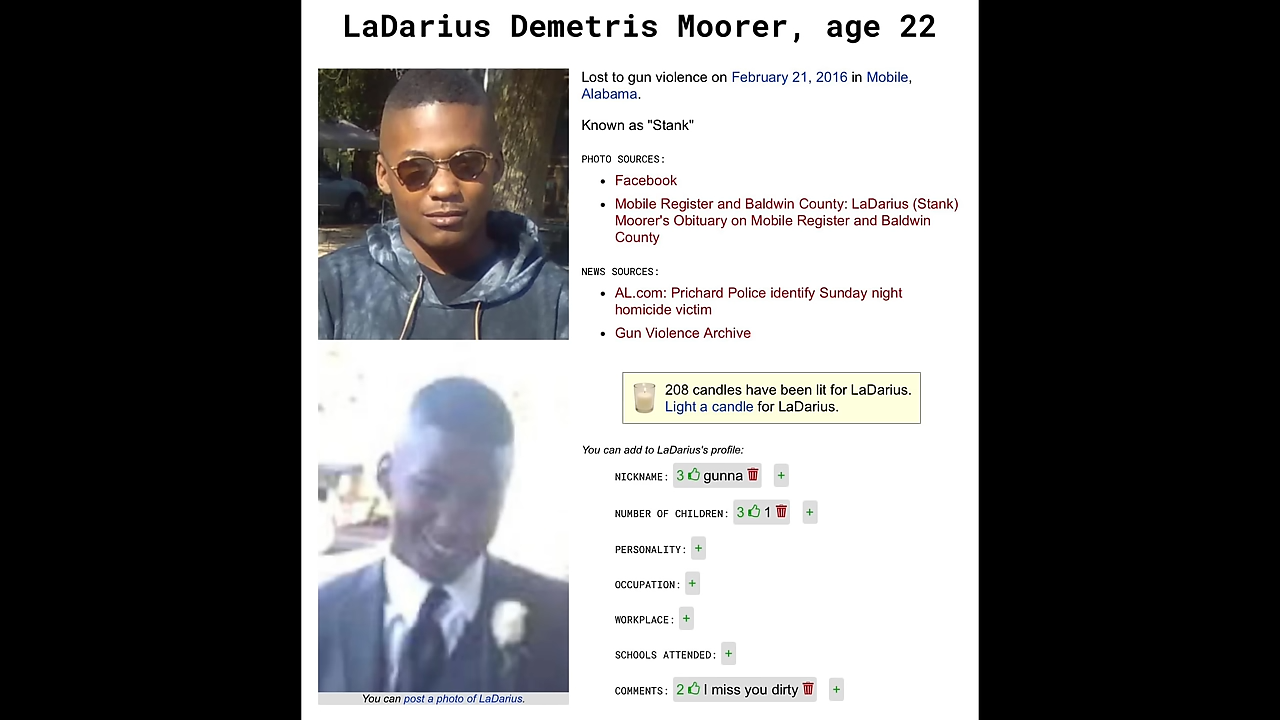 LaDarius Demetris Moorer, age 22
Lost to gun violence on February 21, 2016 in Mobile,
Alabama.
Known as "Stank"
PHOTO SOURCES:
Facebook
Mobile Register and Baldwin County: LaDarius (Stank)
Moorer's Obituary on Mobile Register and Baldwin
County
NEWS SOURCES:
AL.com: Prichard Police identify Sunday night
homicide victim
Gun Violence Archive
208 candles have been lit for LaDarius.
Light a candle for LaDarius.
You can add to LaDarius's profile:
NICKNAME: 3 gunna +
NUMBER OF CHILDREN: 3 1 +
PERSONALITY: +
OCCUPATION: +
WORKPLACE: +
SCHOOLS ATTENDED: +
COMMENTS: 2 I miss you dirty +
You can post a photo of LaDarius.